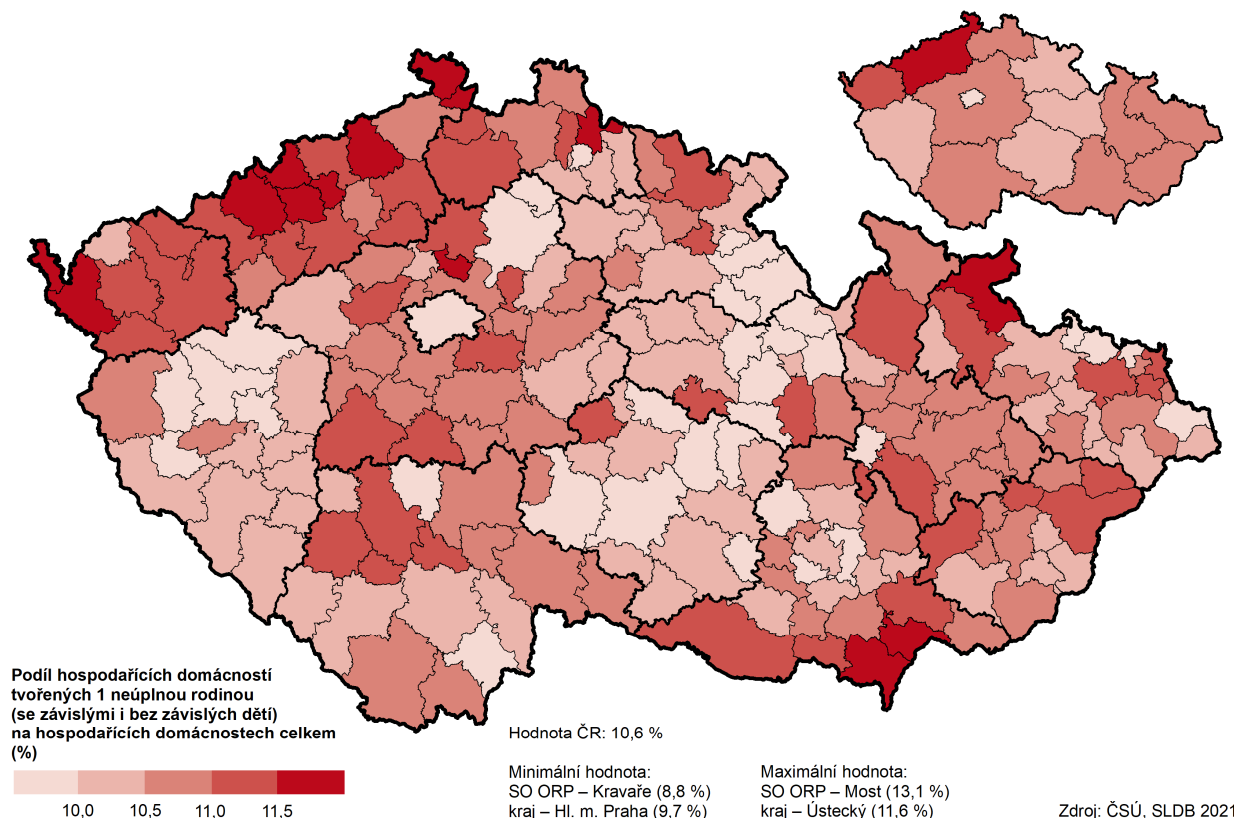 Podíl hospodařících domácností
tvořených 1 neúplnou rodinou
(se závislými i bez závislých dětí)
na hospodařících domácnostech celkem
(%)
10,0 10,5 11,0 11,5
Hodnota ČR: 10,6 %
Minimální hodnota:
SO ORP – Kravaře (8,8 %)
kraj – Hl. m. Praha (9,7 %)
Maximální hodnota:
SO ORP – Most (13,1 %)
kraj – Ústecký (11,6 %)
Zdroj: ČSÚ, SLDB 2021